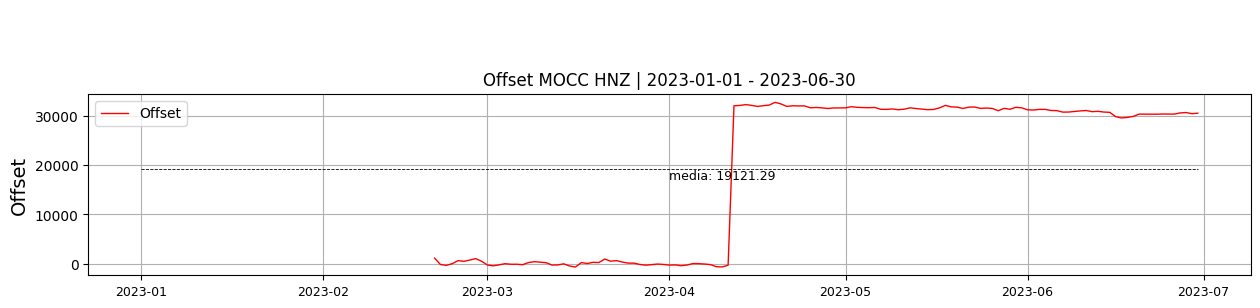 Offset MOCC HNZ | 2023-01-01 - 2023-06-30
Offset
Offset
30000
20000
10000
0
media: 19121.29
2023-01 2023-02 2023-03 2023-04 2023-05 2023-06 2023-07